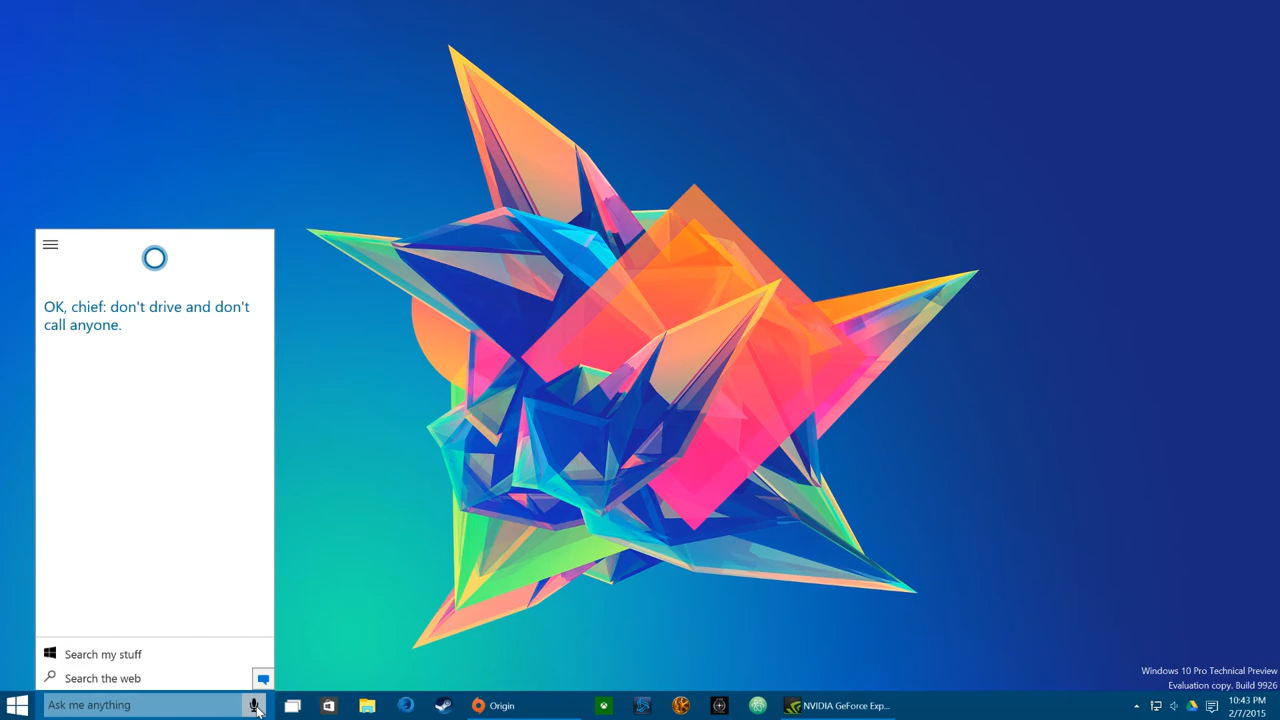 OK, chief: don't drive and don't
call anyone.
Search my stuff
Search the web
Ask me anything
Origin
NVIDIA GeForce Exp...
Windows 10 Pro Technical Preview
Evaluation copy. Build 9926
10:43 PM
2/7/2015